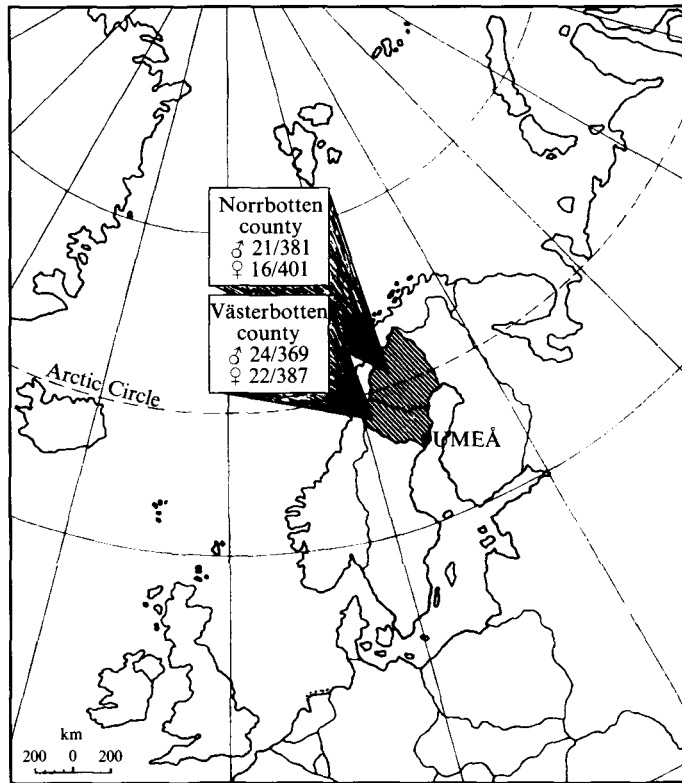 Norrbotten
county
♂ 21/381
♀ 16/401
Västerbotten
county
♂ 24/369
♀ 22/387
Arctic Circle
UMEÅ
km
200 0 200